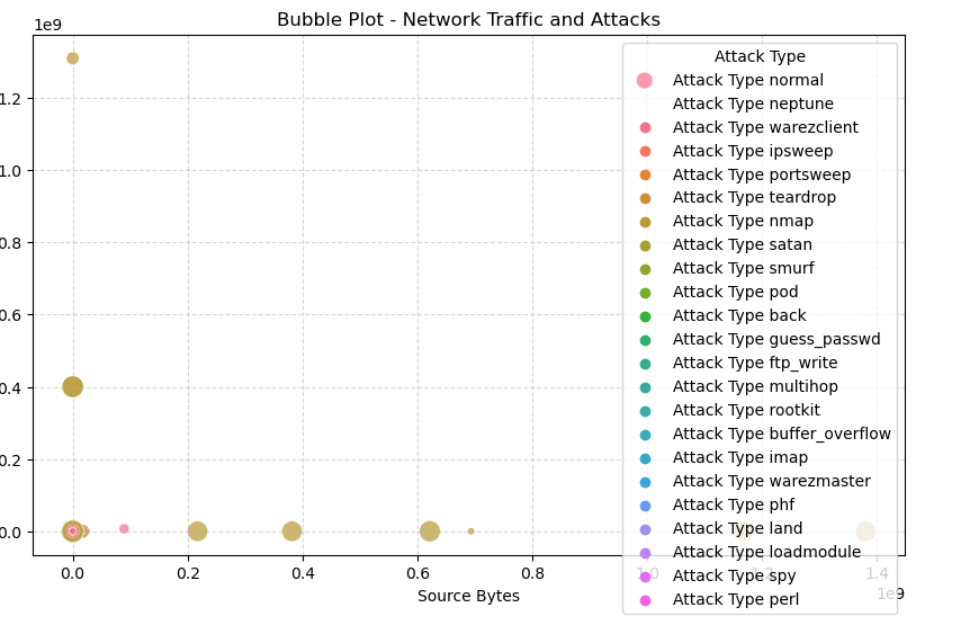 Bubble Plot - Network Traffic and Attacks
1e9
1.2
1.0
0.8
0.6
0.4
0.2
0.0
0.0 0.2 0.4 0.6 0.8 1.0 1.2 1.4
1e9
Source Bytes
Attack Type
Attack Type normal
Attack Type neptune
Attack Type warezclient
Attack Type ipsweep
Attack Type portsweep
Attack Type teardrop
Attack Type nmap
Attack Type satan
Attack Type smurf
Attack Type pod
Attack Type back
Attack Type guess_passwd
Attack Type ftp_write
Attack Type multihop
Attack Type rootkit
Attack Type buffer_overflow
Attack Type imap
Attack Type warezmaster
Attack Type phf
Attack Type land
Attack Type loadmodule
Attack Type spy
Attack Type perl